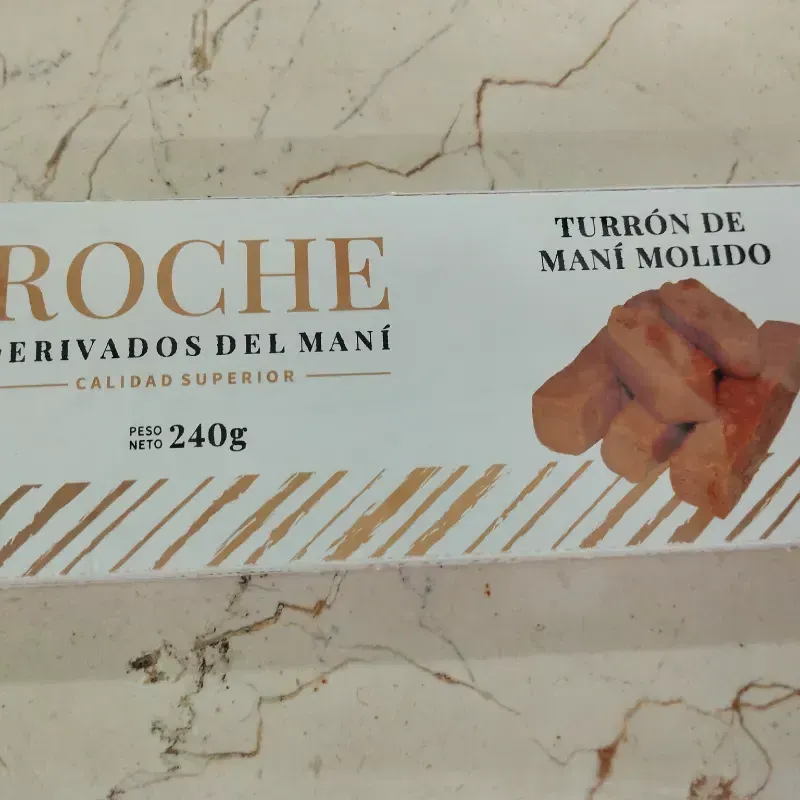 ROCHE
DERIVADOS DEL MANÍ
CALIDAD SUPERIOR
PESO
NETO 240g
TURRÓN DE
MANÍ MOLIDO